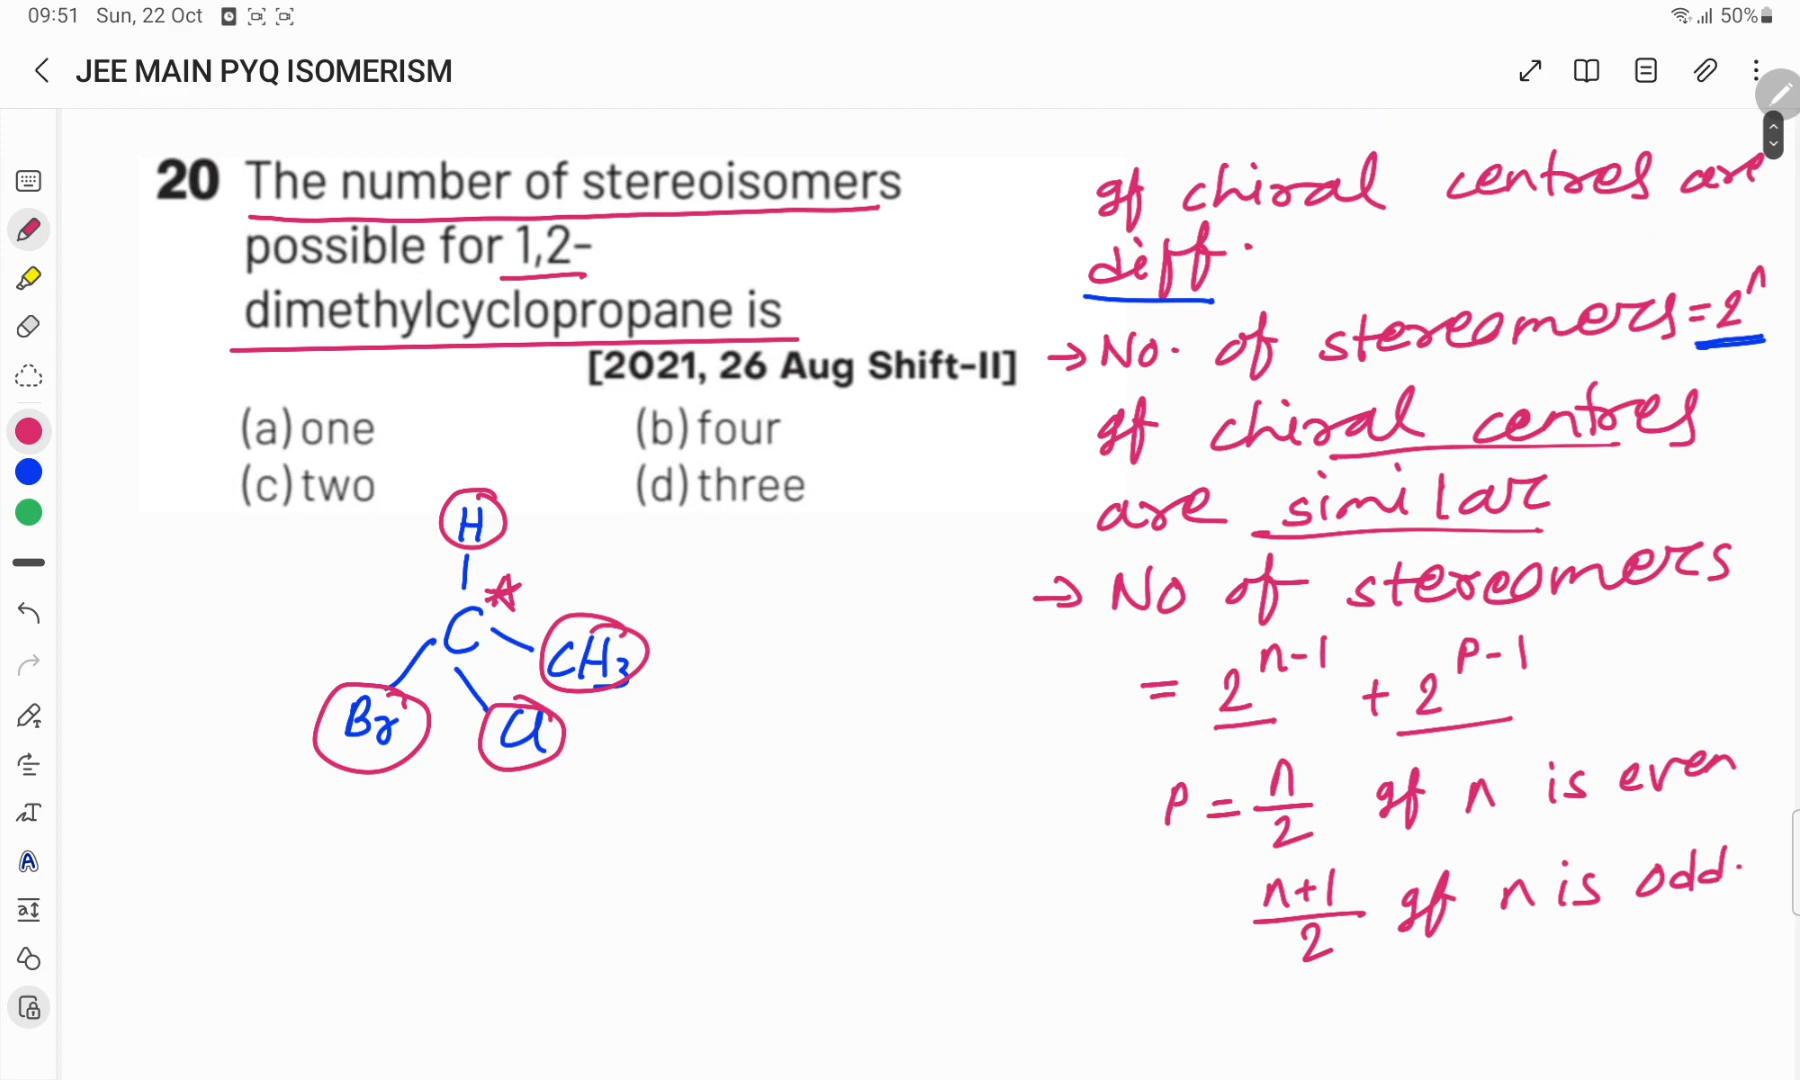 09:51 Sun, 22 Oct
50%
JEE MAIN PYQ ISOMERISM
20 The number of stereoisomers
possible for 1,2-
dimethylcyclopropane is
[2021, 26 Aug Shift-II]
(a) one (b) four
(c) two (d) three
H
C
CH3
Br
Cl
If chiral centres are
diff.
→ No. of stereomers = 2^n
If chiral centres
are similar
→ No of stereomers
= 2^n-1 + 2^p-1
P = n/2 If n is even
n+1/2 If n is odd.